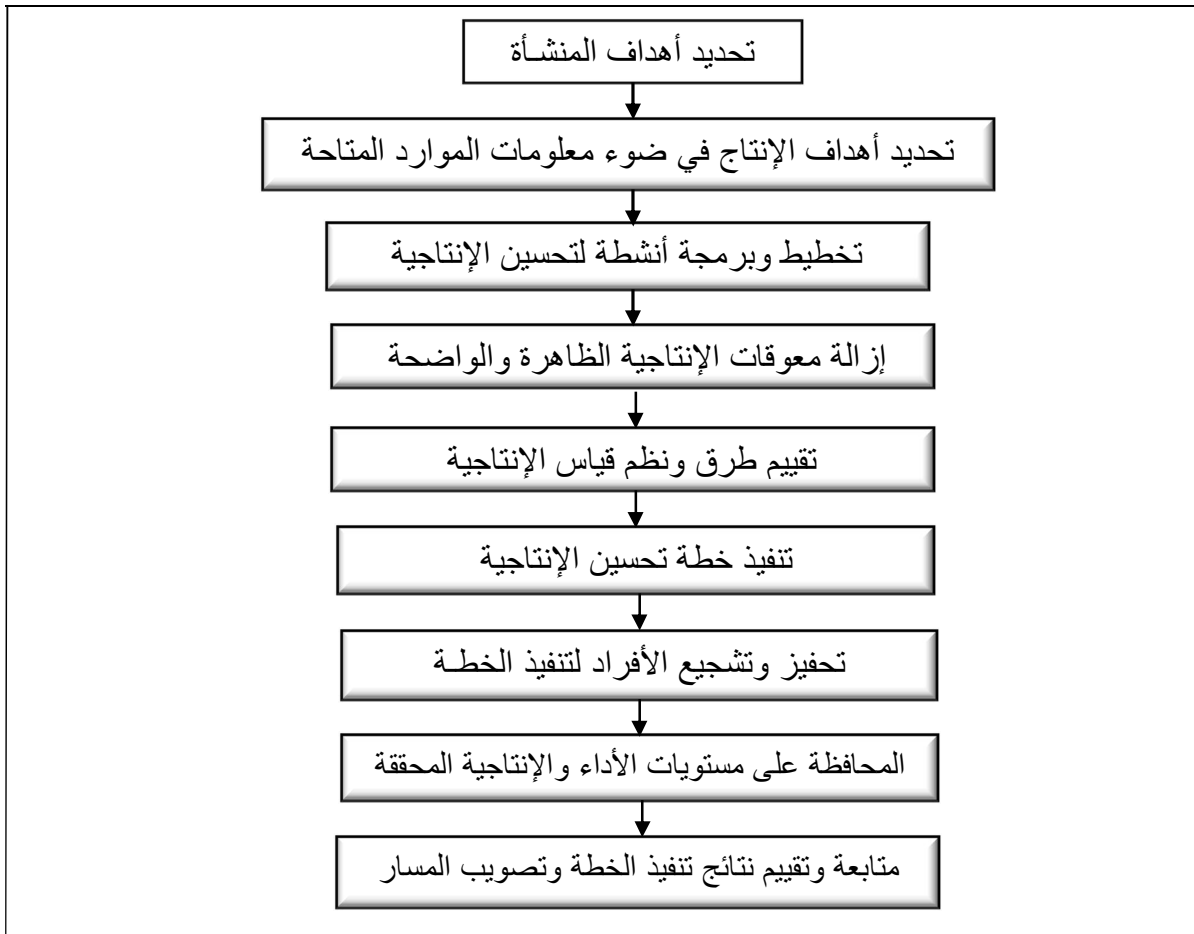 تحديد أهداف المنشـأة
تحديد أهداف الإنتاج في ضوء معلومات الموارد المتاحة
تخطيط وبرمجة أنشطة لتحسين الإنتاجية
إزالة معوقات الإنتاجية الظاهرة والواضحة
تقييم طرق ونظم قياس الإنتاجية
تنفيذ خطة تحسين الإنتاجية
تحفيز وتشجيع الأفراد لتنفيذ الخطـة
المحافظة على مستويات الأداء والإنتاجية المحققة
متابعة وتقييم نتائج تنفيذ الخطة وتصويب المسار